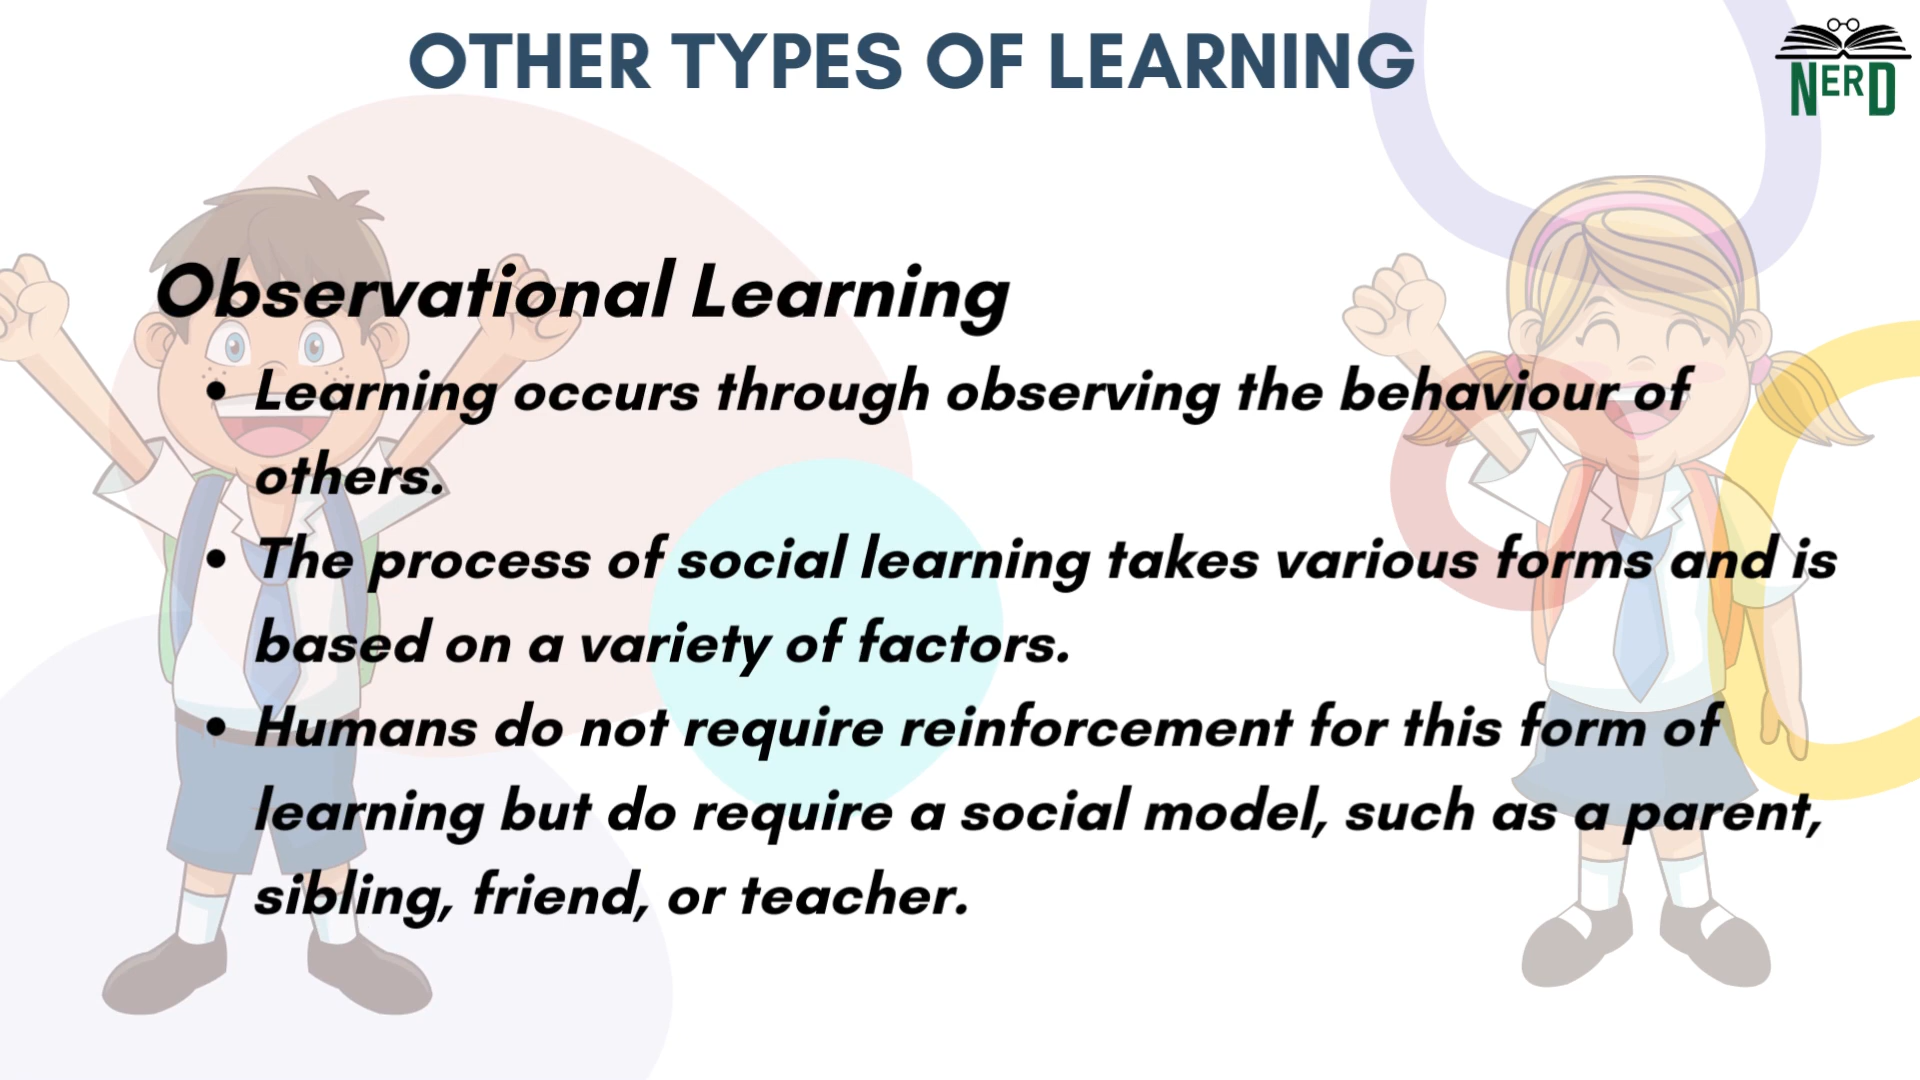 OTHER TYPES OF LEARNING
NERD
Observational Learning
• Learning occurs through observing the behaviour of
others.
• The process of social learning takes various forms and is
based on a variety of factors.
• Humans do not require reinforcement for this form of
learning but do require a social model, such as a parent,
sibling, friend, or teacher.